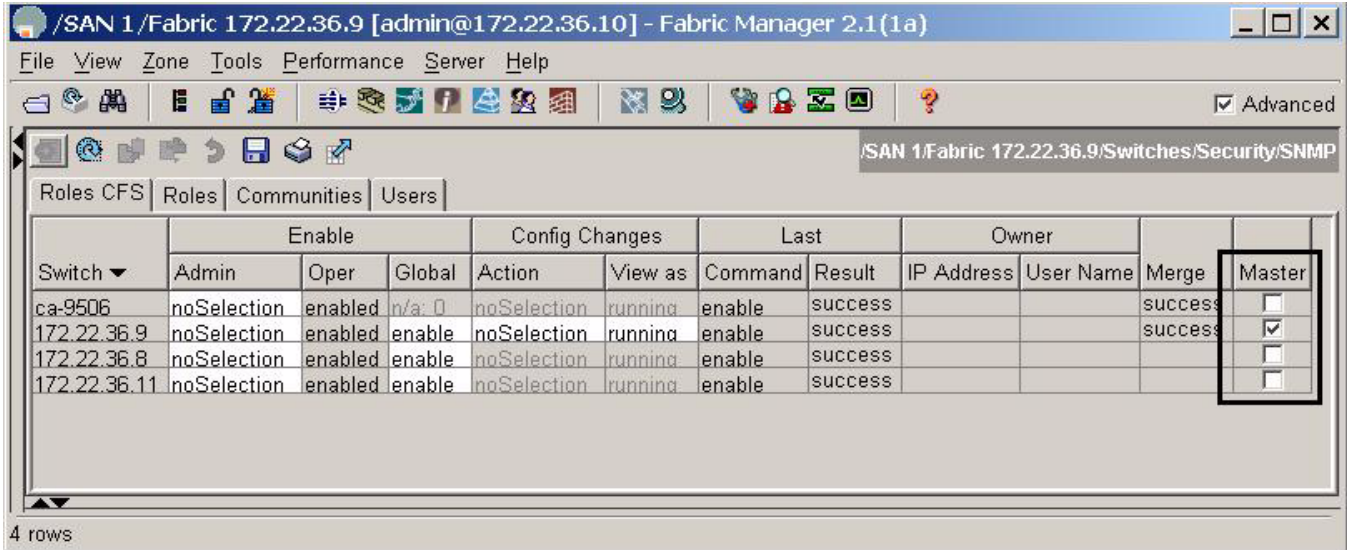 /SAN 1/Fabric 172.22.36.9 [admin@172.22.36.10] - Fabric Manager 2.1(1a)
File View Zone Tools Performance Server Help
Advanced
/SAN 1/Fabric 172.22.36.9/Switches/Security/SNMP
Roles CFS Roles Communities Users
Enable Config Changes Last Owner
Switch Admin Oper Global Action View as Command Result IP Address User Name Merge Master
ca-9506 noSelection enabled n/a: 0 noSelection running enable success success
172.22.36.9 noSelection enabled enable noSelection running enable success success
172.22.36.8 noSelection enabled enable noSelection running enable success
172.22.36.11 noSelection enabled enable noSelection running enable success
4 rows